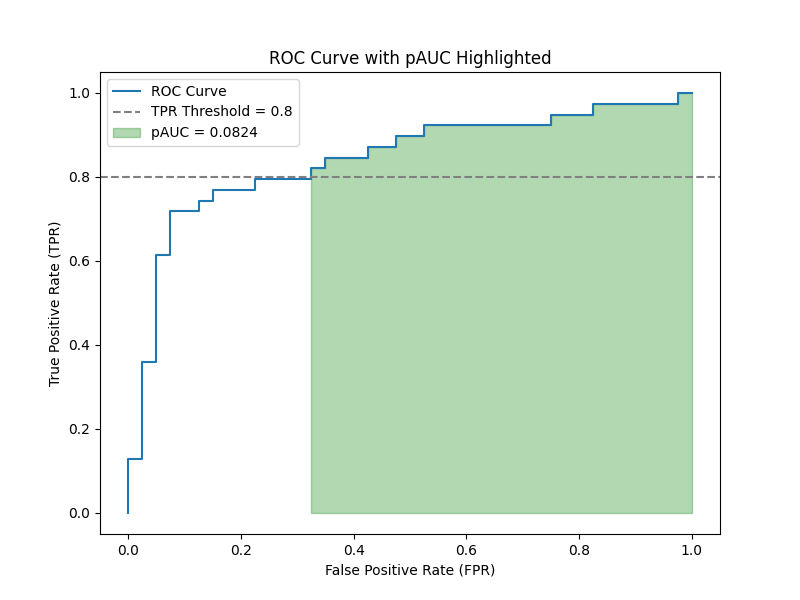 ROC Curve with pAUC Highlighted
ROC Curve
TPR Threshold = 0.8
pAUC = 0.0824
True Positive Rate (TPR)
1.0
0.8
0.6
0.4
0.2
0.0
0.0 0.2 0.4 0.6 0.8 1.0
False Positive Rate (FPR)